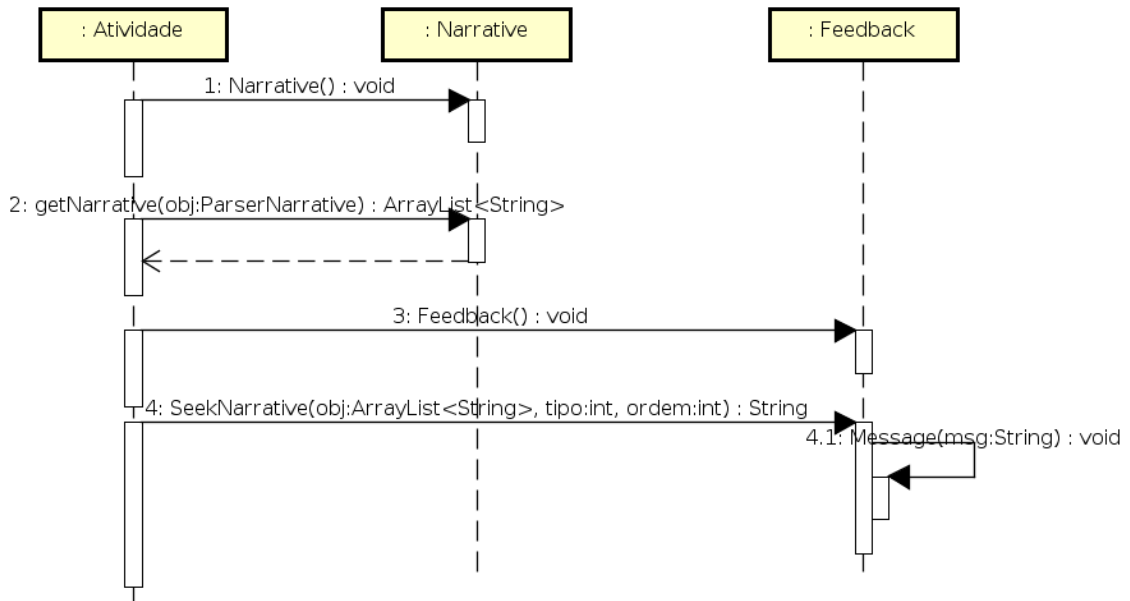 : Atividade
: Narrative
: Feedback
1: Narrative() : void
2: getNarrative(obj:ParserNarrative) : ArrayList<String>
3: Feedback() : void
4: SeekNarrative(obj:ArrayList<String>, tipo:int, ordem:int) : String
4.1: Message(msg:String) : void